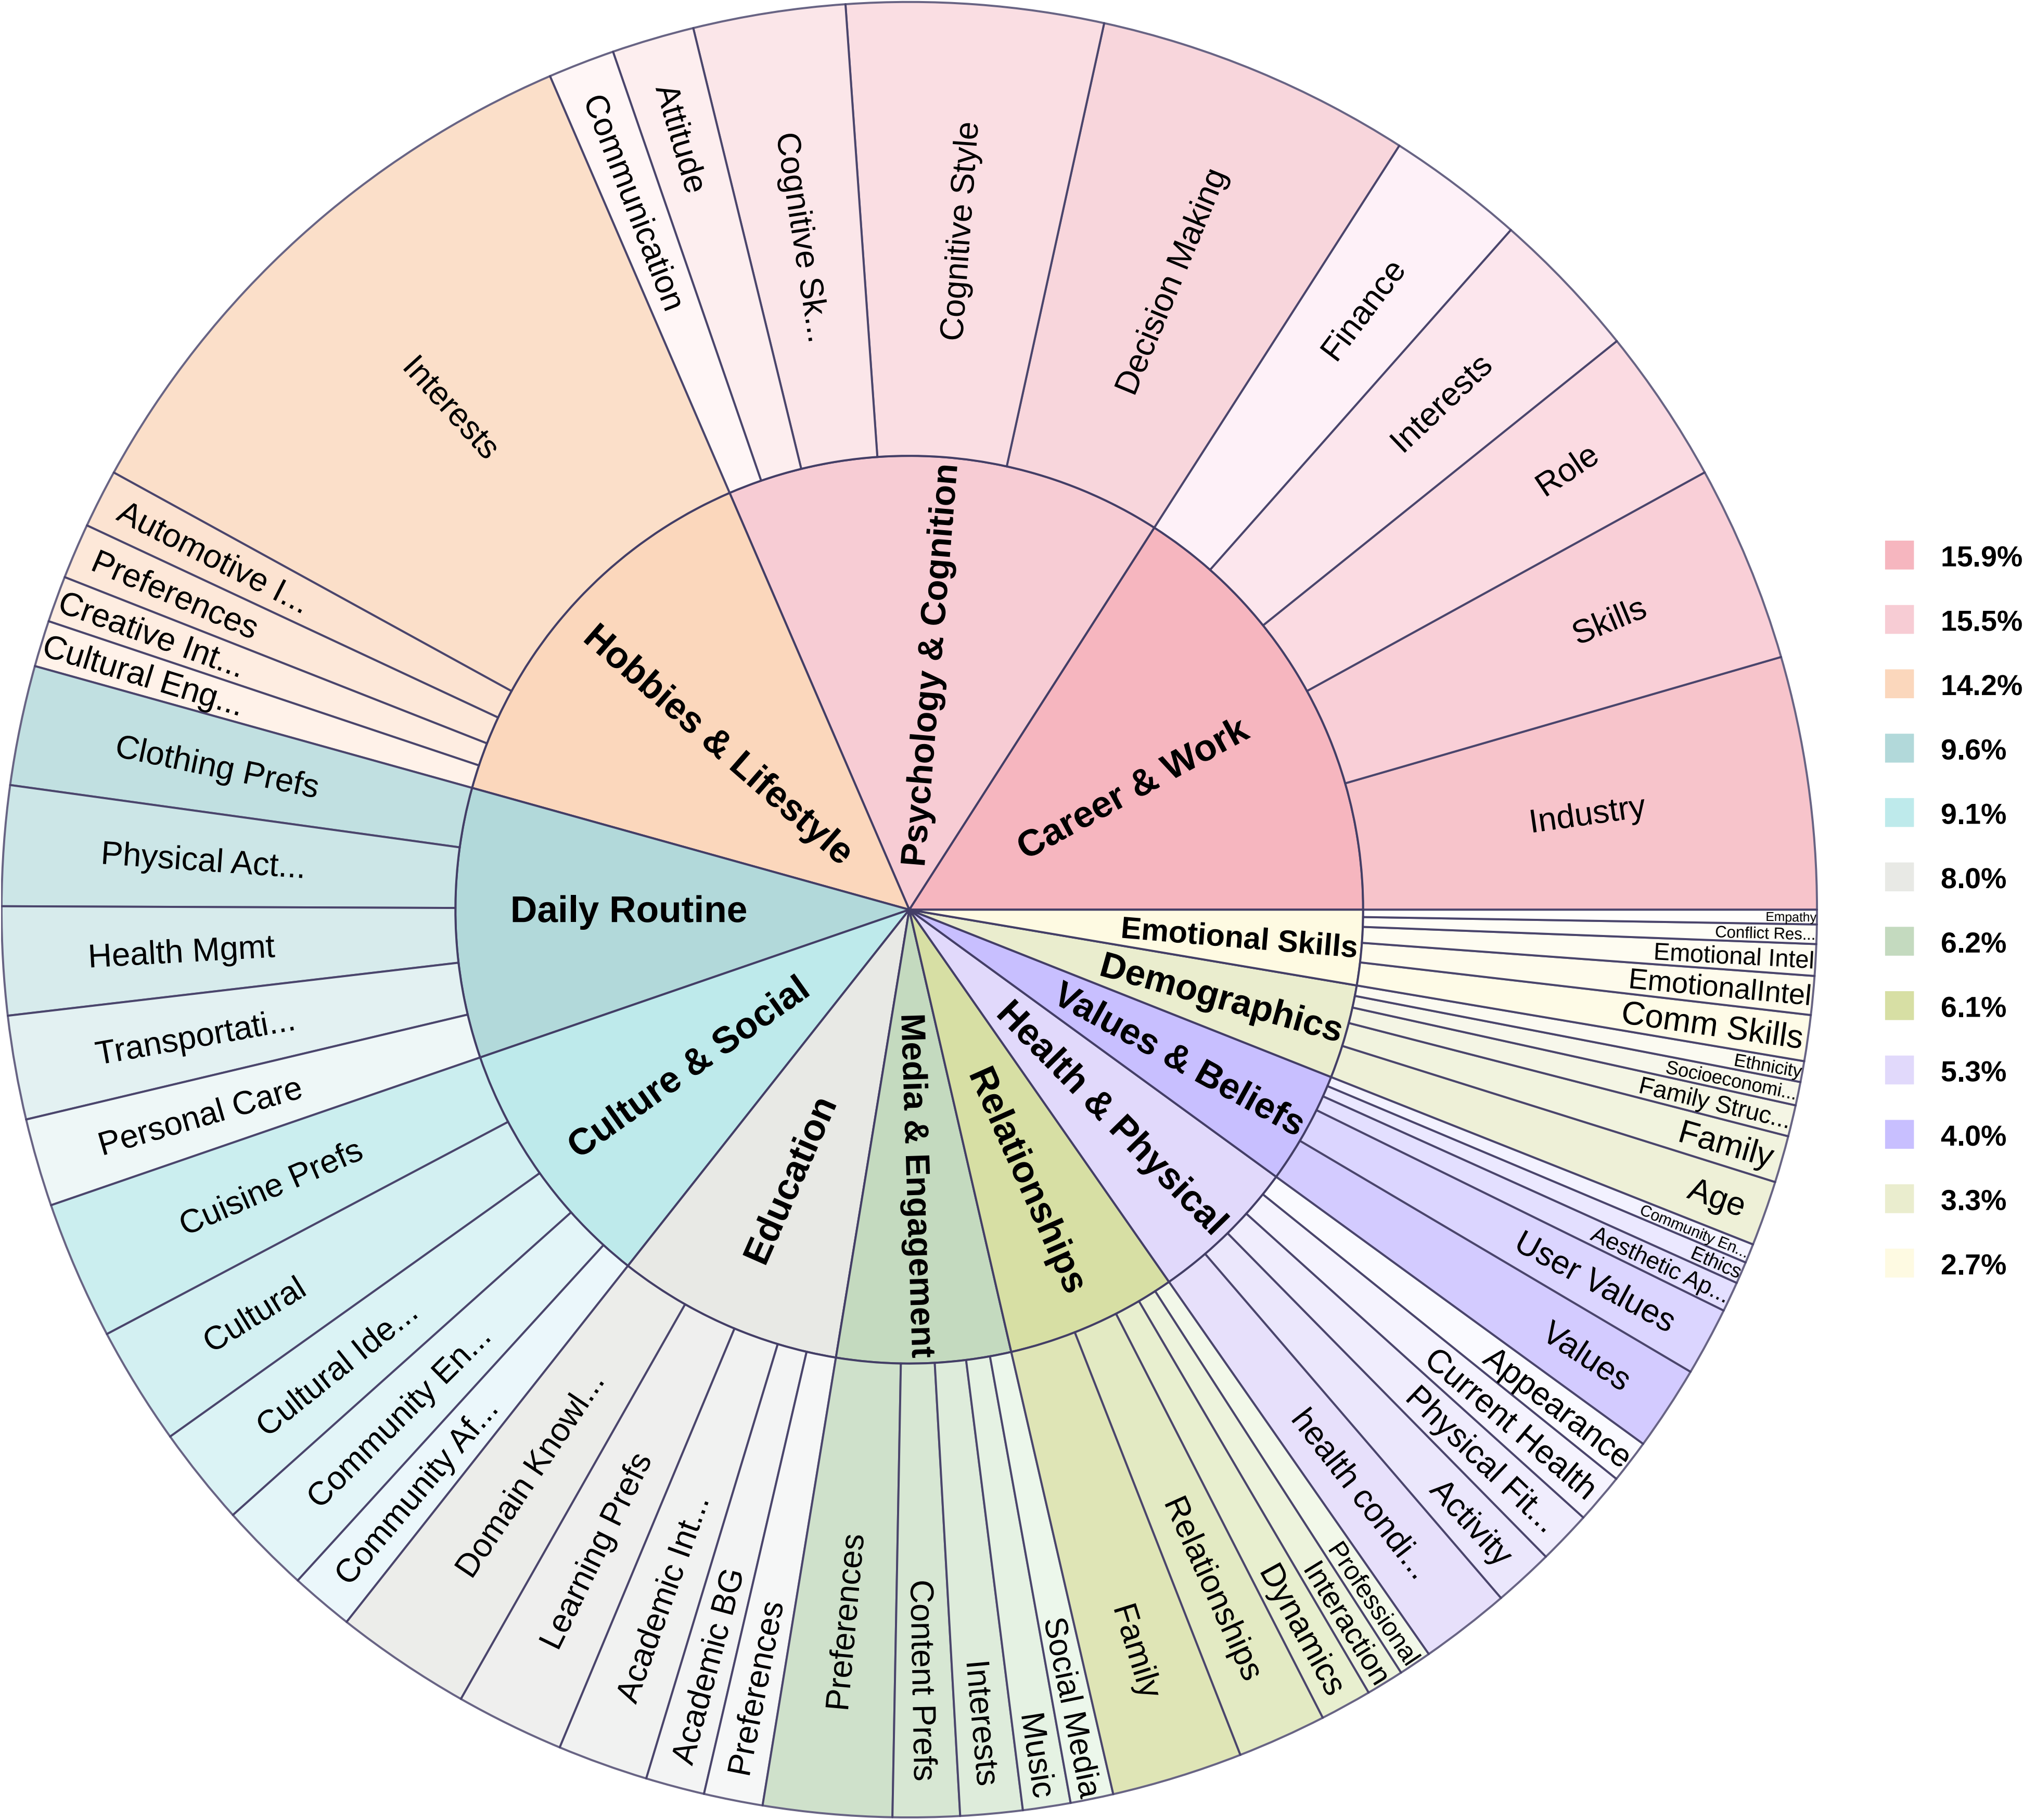 Career & Work
Psychology & Cognition
Hobbies & Lifestyle
Daily Routine
Culture & Social
Education
Media & Engagement
Relationships
Health & Physical
Values & Beliefs
Demographics
Emotional Skills
Industry
Skills
Role
Interests
Finance
Decision Making
Cognitive Style
Cognitive Sk...
Attitude
Communication
Interests
Automotive I...
Preferences
Creative Int...
Cultural Eng...
Clothing Prefs
Physical Act...
Health Mgmt
Transportati...
Personal Care
Cuisine Prefs
Cultural
Cultural Ide...
Community En...
Community Af...
Domain Knowl...
Learning Prefs
Academic Int...
Academic BG
Preferences
Preferences
Content Prefs
Interests
Music
Social Media
Family
Relationships
Dynamics
Interaction
Professional
health condi...
Activity
Physical Fit...
Current Health
Appearance
Values
User Values
Aesthetic Ap...
Ethics
Community En...
Age
Family
Family Struc...
Socioeconomi...
Ethnicity
Comm Skills
EmotionalIntel
Emotional Intel
Conflict Res...
Empathy
15.9%
15.5%
14.2%
9.6%
9.1%
8.0%
6.2%
6.1%
5.3%
4.0%
3.3%
2.7%